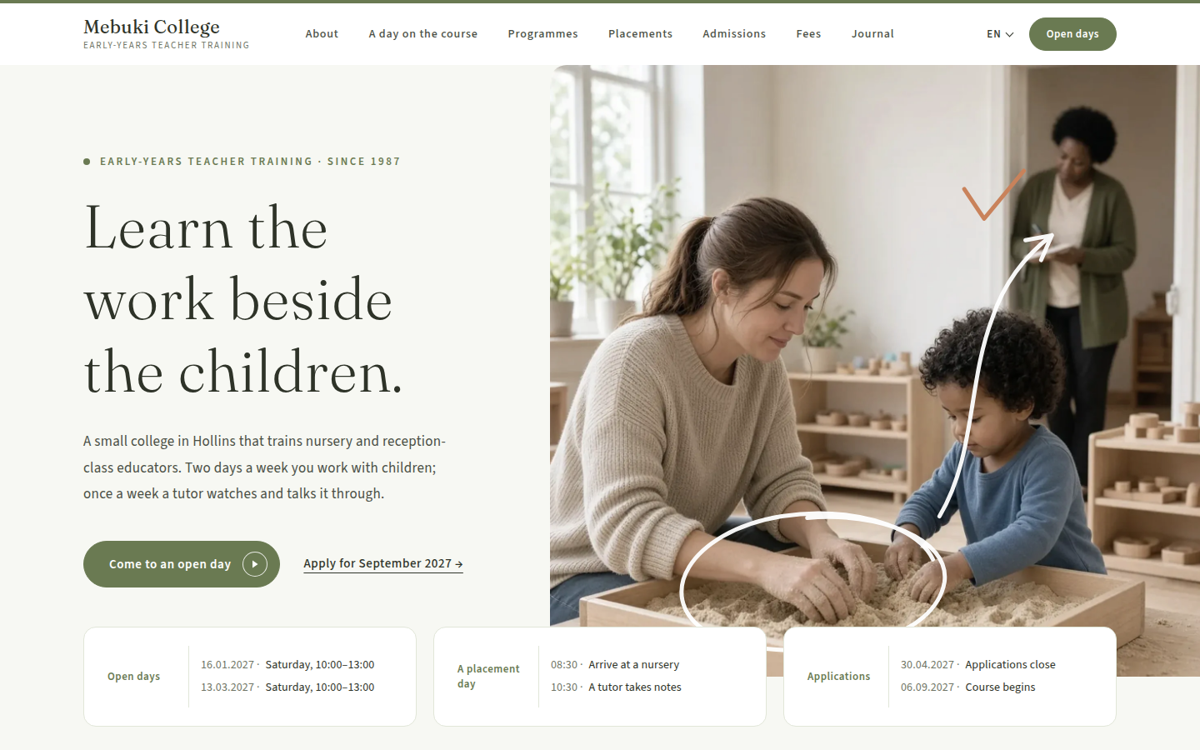 Mebuki College
EARLY-YEARS TEACHER TRAINING
About
A day on the course
Programmes
Placements
Admissions
Fees
Journal
EN
Open days
EARLY-YEARS TEACHER TRAINING · SINCE 1987
Learn the
work beside
the children.
A small college in Hollins that trains nursery and reception-
class educators. Two days a week you work with children;
once a week a tutor watches and talks it through.
Come to an open day
Apply for September 2027 →
Open days
16.01.2027 · Saturday, 10:00–13:00
13.03.2027 · Saturday, 10:00–13:00
A placement
day
08:30 · Arrive at a nursery
10:30 · A tutor takes notes
Applications
30.04.2027 · Applications close
06.09.2027 · Course begins